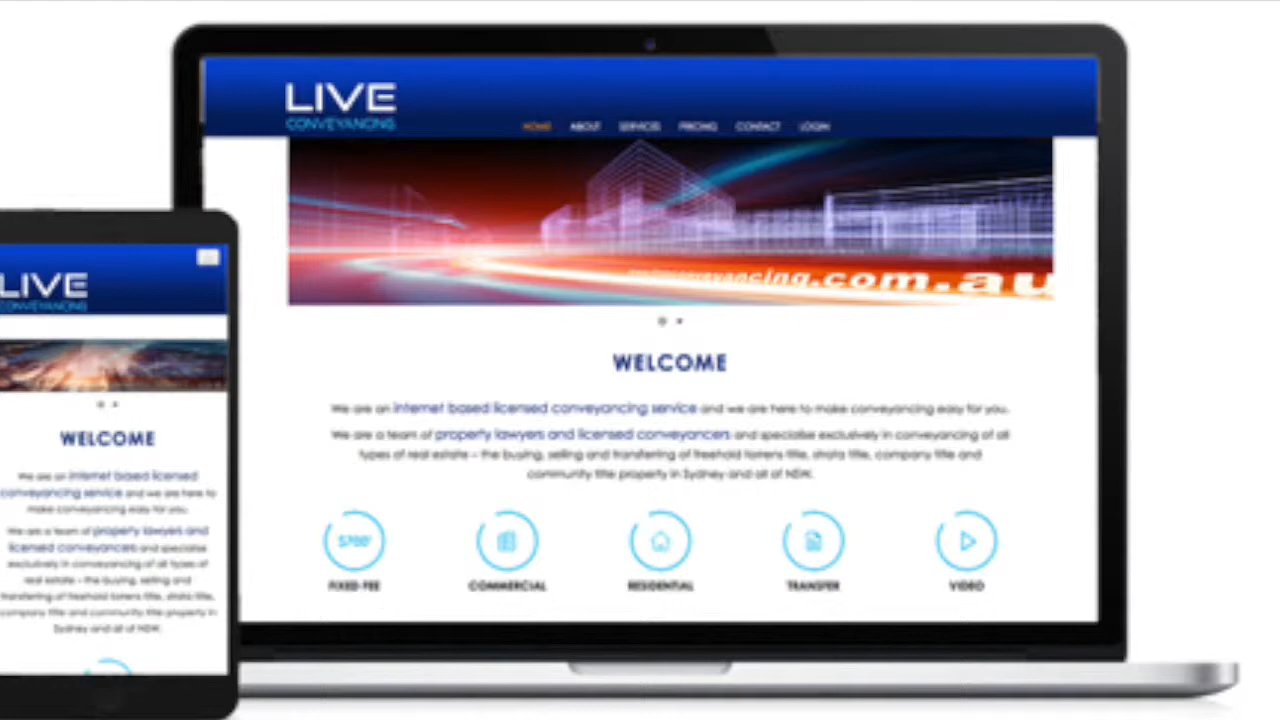 LIVE
CONVEYANCING
HOME ABOUT SERVICES PRICING CONTACT LOGIN
conveyancing.com.au
WELCOME
We are an internet based licensed conveyancing service and we are here to make conveyancing easy for you.
We are a team of property lawyers and licensed conveyancers and specialise exclusively in conveyancing of all
types of real estate – the buying, selling and transferring of freehold torrens title, strata title, company title and
community title property in Sydney and all of NSW.
FIXED FEE COMMERCIAL RESIDENTIAL TRANSFER VIDEO
LIVE
CONVEYANCING
WELCOME
We are an internet based licensed
conveyancing service and we are here to
make conveyancing easy for you.
We are a team of property lawyers and
licensed conveyancers and specialise
exclusively in conveyancing of all types of
real estate – the buying, selling and
transferring of freehold torrens title, strata title,
company title and community title property in
Sydney and all of NSW.